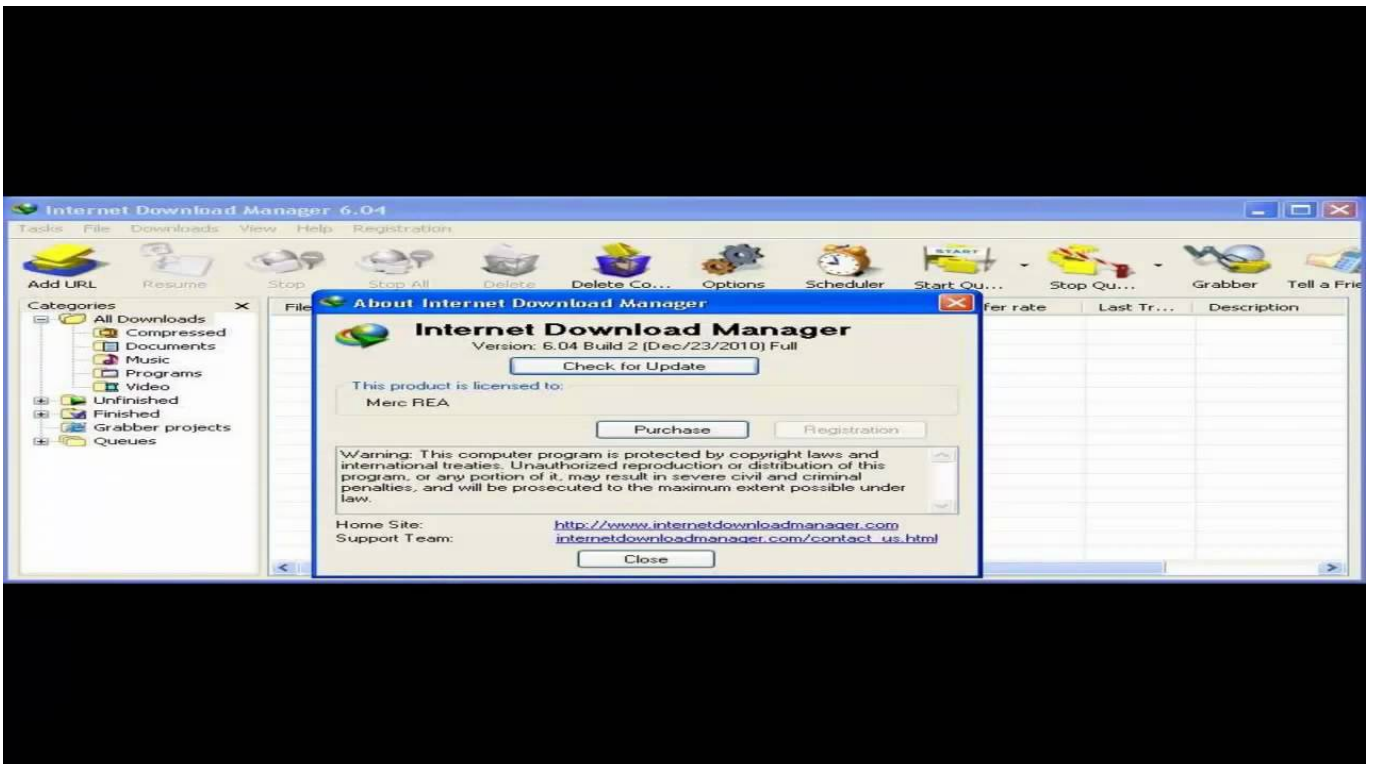 Internet Download Manager 6.04
Tasks File Downloads View Help Registration
Add URL Resume Stop Stop All Delete Delete Co... Options Scheduler Start Qu... Stop Qu... Grabber Tell a Frie
Categories
File
fer rate Last Tr... Description
All Downloads
Compressed
Documents
Music
Programs
Video
Unfinished
Finished
Grabber projects
Queues
About Internet Download Manager
Internet Download Manager
Version: 6.04 Build 2 (Dec/23/2010) Full
Check for Update
This product is licensed to:
Merc REA
Purchase Registration
Warning: This computer program is protected by copyright laws and
international treaties. Unauthorized reproduction or distribution of this
program, or any portion of it, may result in severe civil and criminal
penalties, and will be prosecuted to the maximum extent possible under
law.
Home Site: http://www.internetdownloadmanager.com
Support Team: internetdownloadmanager.com/contact_us.html
Close